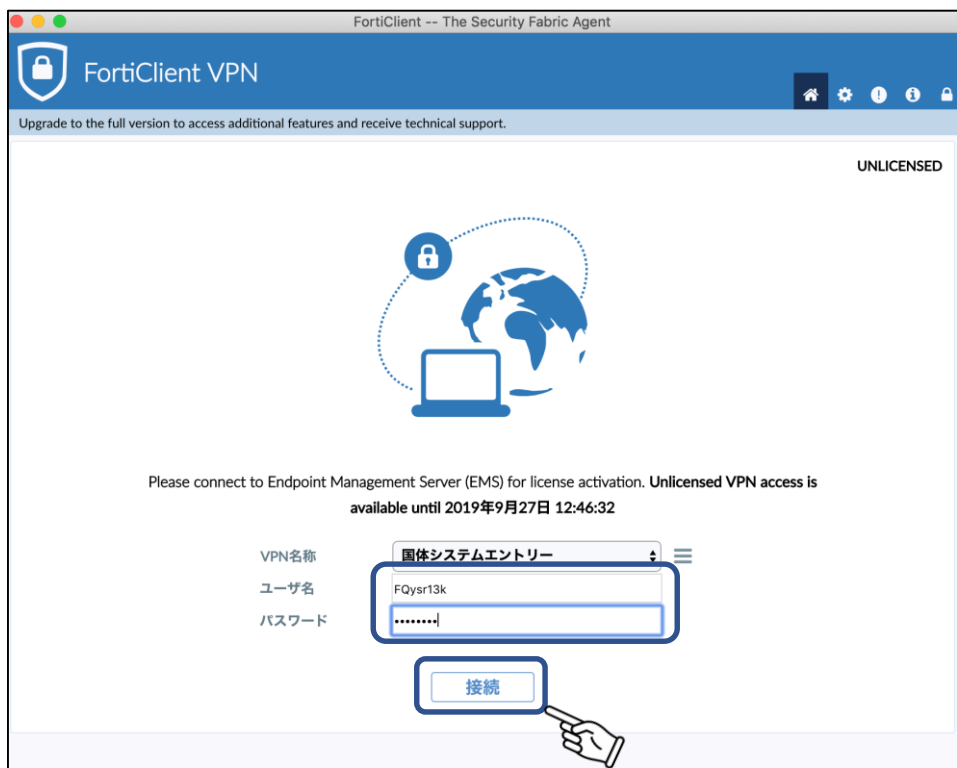 FortiClient -- The Security Fabric Agent
FortiClient VPN
Upgrade to the full version to access additional features and receive technical support.
UNLICENSED
Please connect to Endpoint Management Server (EMS) for license activation. Unlicensed VPN access is
available until 2019年9月27日 12:46:32
VPN名称 国体システムエントリー
ユーザ名 FQysr13k
パスワード ••••••••
接続